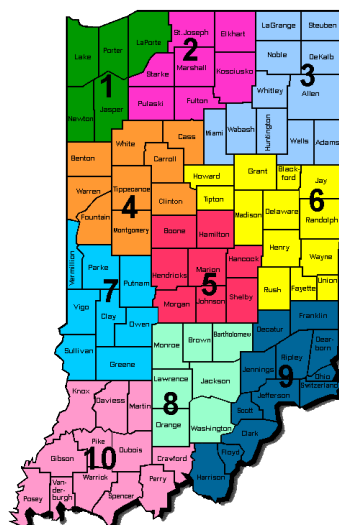 LaGrange Steuben
St. Joseph Elkhart
LaPorte
Porter
Lake
2
Noble DeKalb
Marshall
Starke Kosciusko
3
1
Whitley Allen
Jasper
Pulaski Fulton
Newton
Huntington
Wabash
Miami
Cass
White
Wells Adams
Benton
Carroll
Grant Black-
ford
Jay
Howard
Warren
Tippecanoe
Clinton
Tipton
6
4
Madison Delaware
Randolph
Fountain
Montgomery
Boone Hamilton
Henry
Wayne
Vermillion
Parke
Hendricks Marion Hancock
Putnam
7
5
Rush Fayette Union
Shelby
Morgan Johnson
Vigo
Clay
Owen
Franklin
Decatur
Sullivan
Greene
Monroe Brown Bartholomew
Dear-
born
Ripley
Jennings
9
Ohio
Switzerland
Jefferson
Lawrence
Jackson
Knox
Daviess Martin
8
Scott
Orange
Washington
Clark
Pike
Dubois
Gibson
10
Crawford
Floyd
Harrison
Warrick
Perry
Posey
Van-
derburgh
Spencer